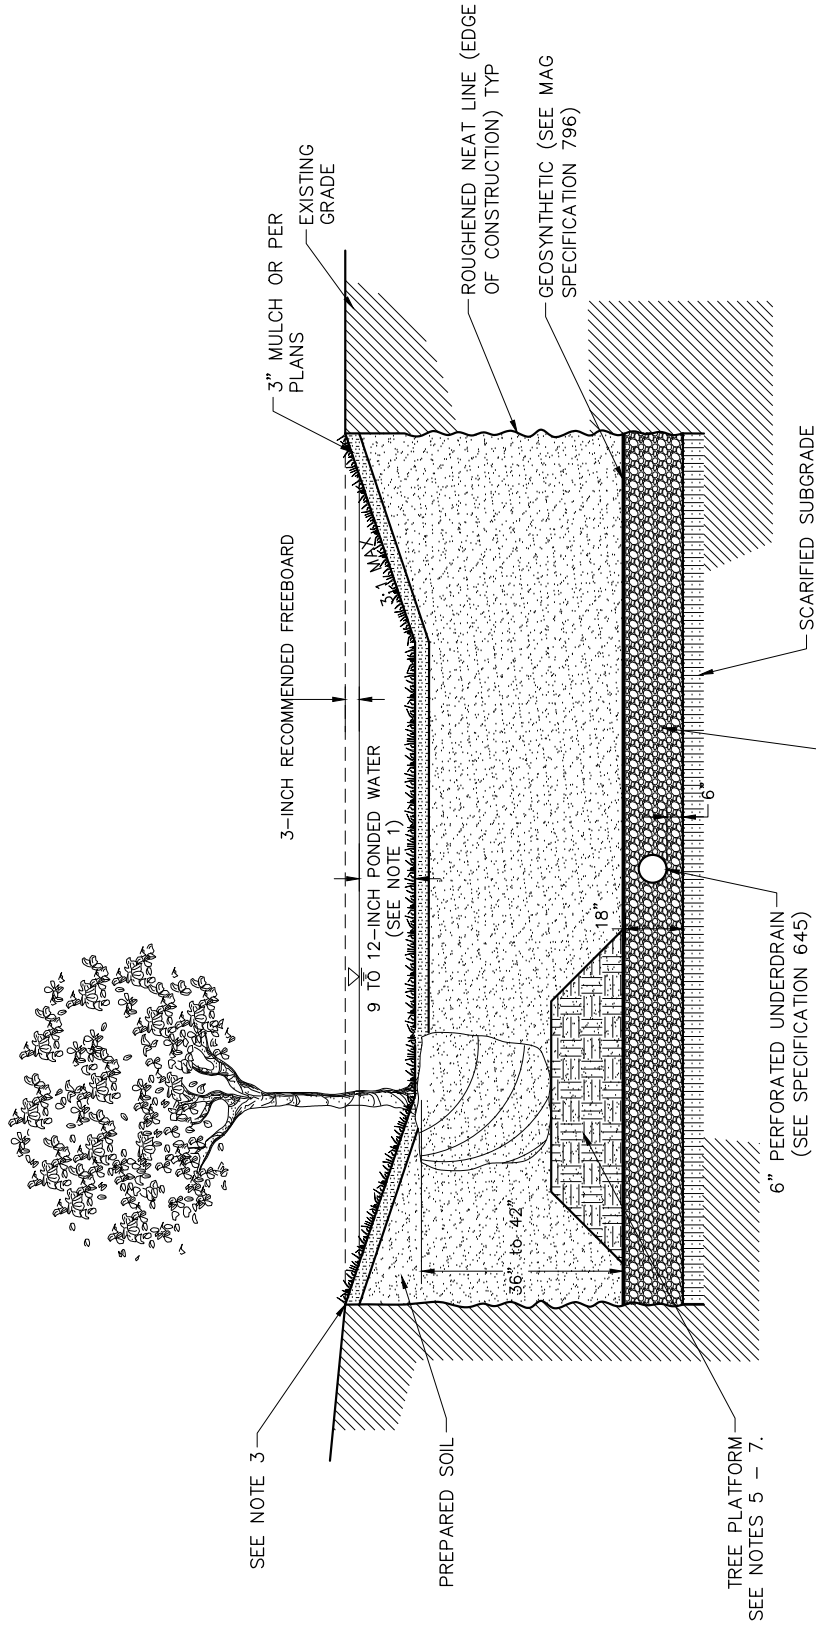 SEE NOTE 3
3-INCH RECOMMENDED FREEBOARD
3" MULCH OR PER
PLANS
EXISTING
GRADE
9 TO 12-INCH PONDED WATER
(SEE NOTE 1)
3:1 MAX
ROUGHENED NEAT LINE (EDGE
OF CONSTRUCTION) TYP
GEOSYNTHETIC (SEE MAG
SPECIFICATION 796)
PREPARED SOIL
36" to 42"
18"
6"
TREE PLATFORM
SEE NOTES 5 - 7.
6" PERFORATED UNDERDRAIN
(SEE SPECIFICATION 645)
SCARIFIED SUBGRADE